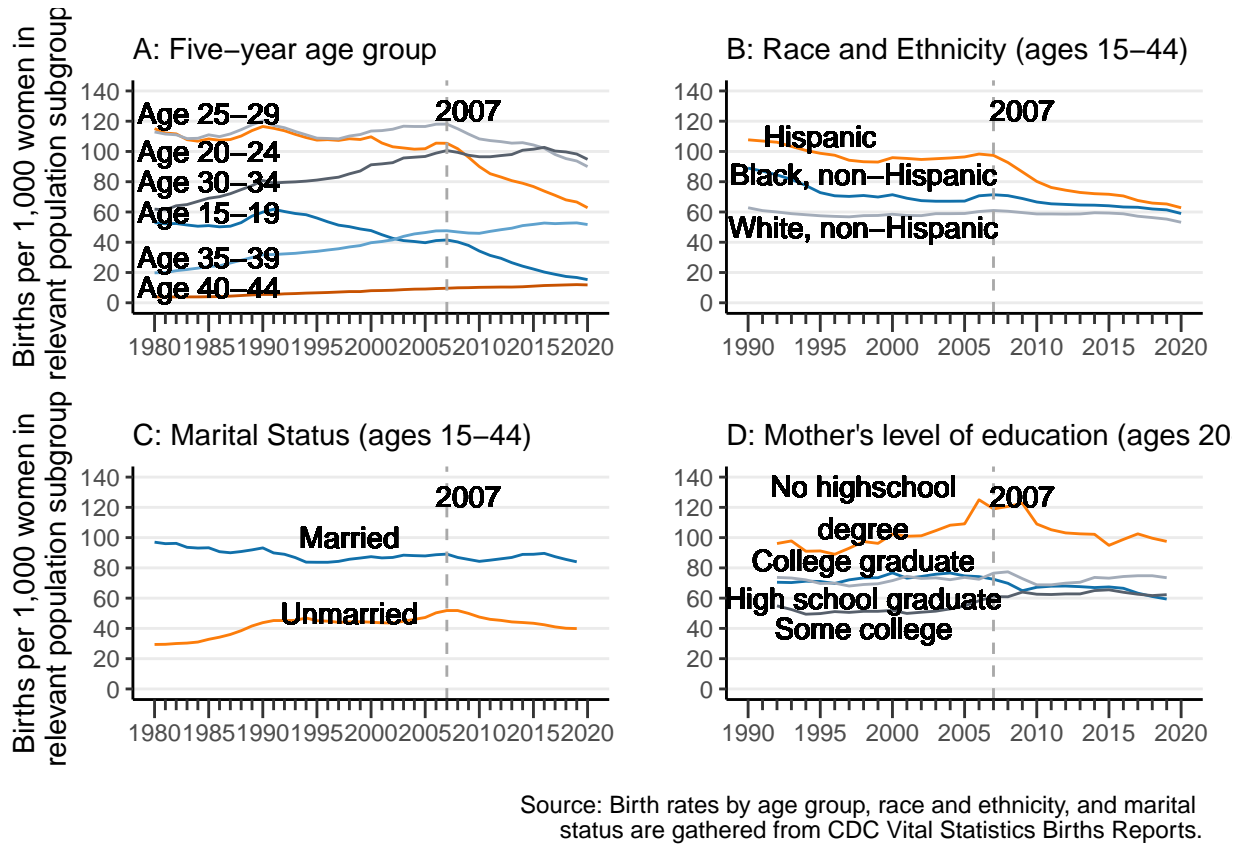 Births per 1,000 women in
relevant population subgroup
A: Five−year age group
140
120
100
80
60
40
20
0
Age 25−29
2007
Age 20−24
Age 30−34
Age 15−19
Age 35−39
Age 40−44
1980 1985 1990 1995 2000 2005 2010 2015 2020
B: Race and Ethnicity (ages 15−44)
140
120
100
80
60
40
20
0
2007
Hispanic
Black, non−Hispanic
White, non−Hispanic
1990 1995 2000 2005 2010 2015 2020
Births per 1,000 women in
relevant population subgroup
C: Marital Status (ages 15−44)
140
120
100
80
60
40
20
0
2007
Married
Unmarried
1980 1985 1990 1995 2000 2005 2010 2015 2020
D: Mother's level of education (ages 20
140
120
100
80
60
40
20
0
No highschool
degree
2007
College graduate
High school graduate
Some college
1990 1995 2000 2005 2010 2015 2020
Source: Birth rates by age group, race and ethnicity, and marital
status are gathered from CDC Vital Statistics Births Reports.